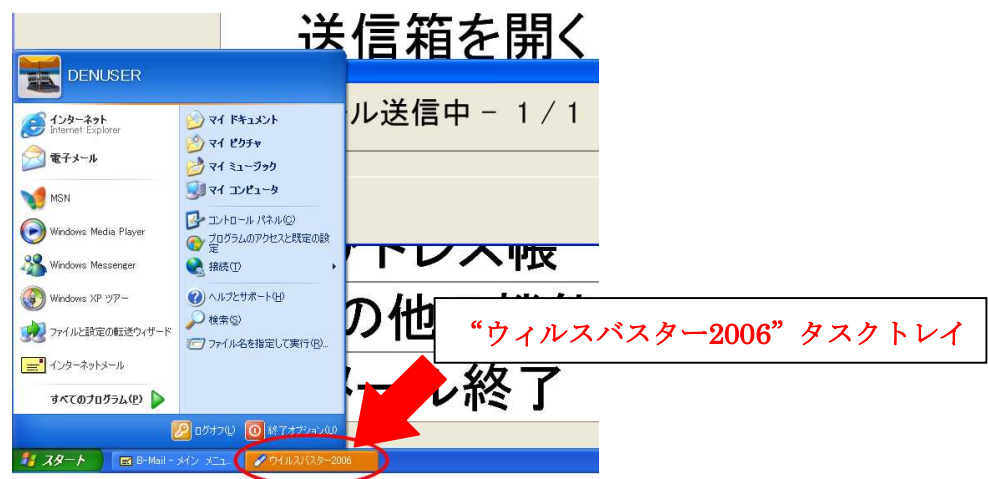 送信箱を開く
DENUSER
ル送信中 － 1 / 1
インターネット
Internet Explorer
電子メール
MSN
Windows Media Player
Windows Messenger
Windows XP ツアー
ファイルと設定の転送ウィザード
インターネットメール
すべてのプログラム(P)
マイ ドキュメント
マイ ピクチャ
マイ ミュージック
マイ コンピュータ
コントロール パネル(C)
プログラムのアクセスと既定の設
定
接続(T)
ヘルプとサポート(H)
検索(S)
ファイル名を指定して実行(R)...
ドレス帳
の他
“ウィルスバスター2006”タスクトレイ
ール終了
ログオフ(L)
終了オプション(U)
スタート
B-Mail - メイン メニュ...
ウイルスバスター2006